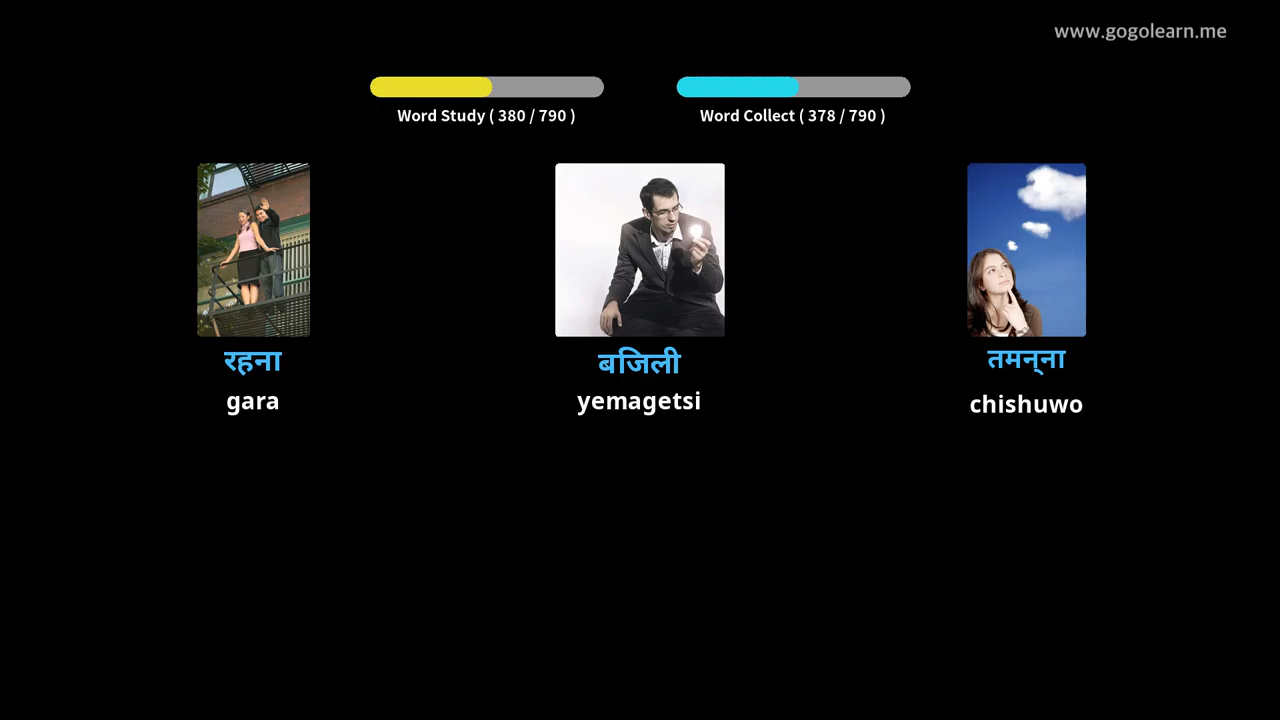 www.gogolearn.me
Word Study ( 380 / 790 )
Word Collect ( 378 / 790 )
रहना
बजिली
तमन्‌ना
gara
yemagetsi
chishuwo